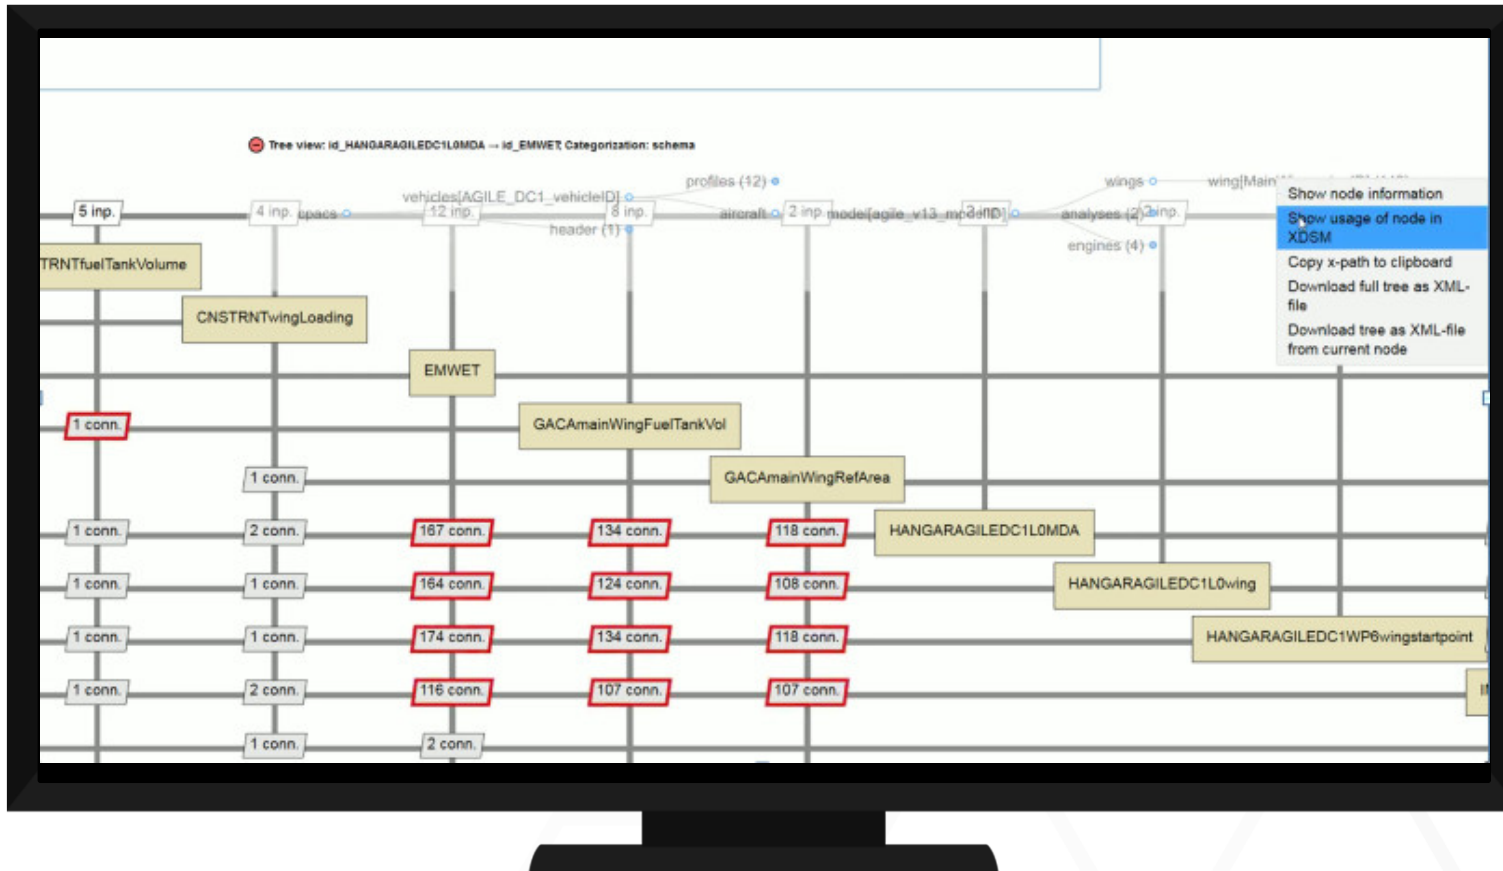 Tree view: id_HANGARAGILEDC1L0MDA → id_EMWET, Categorization: schema
profiles (12)
wings
wing[Main
vehicles[AGILE_DC1_vehicleID]
5 inp.
4 inp.
cpacs
12 inp.
8 inp.
aircraft
2 inp.
model[agile_v13_modelID]
analyses (2)
header (1)
engines (4)
Show node information
Show usage of node in
XDSM
Copy x-path to clipboard
Download full tree as XML-
file
Download tree as XML-file
from current node
TRNTfuelTankVolume
CNSTRNTwingLoading
EMWET
1 conn.
GACAmainWingFuelTankVol
1 conn.
GACAmainWingRefArea
1 conn.
2 conn.
167 conn.
134 conn.
118 conn.
HANGARAGILEDC1L0MDA
1 conn.
1 conn.
164 conn.
124 conn.
108 conn.
HANGARAGILEDC1L0wing
1 conn.
1 conn.
174 conn.
134 conn.
118 conn.
HANGARAGILEDC1WP6wingstartpoint
1 conn.
2 conn.
116 conn.
107 conn.
107 conn.
1 conn.
2 conn.